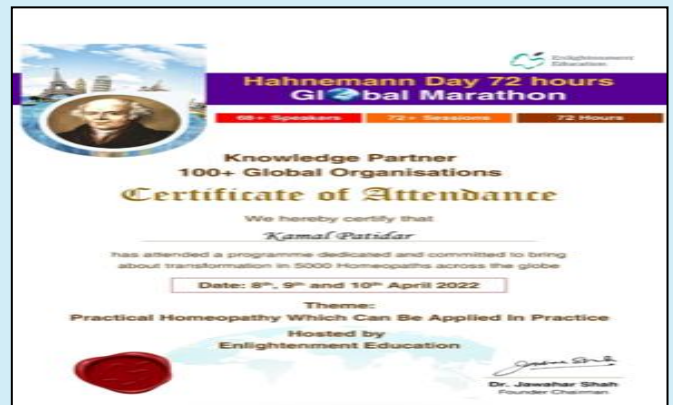 Enlightenment
Education
Hahnemann Day 72 hours
Global Marathon
68+ Speakers
72+ Sessions
72 Hours
Knowledge Partner
100+ Global Organisations
Certificate of Attendance
We hereby certify that
Kamal Patidar
has attended a programme dedicated and committed to bring
about transformation in 5000 Homeopaths across the globe
Date: 8th, 9th and 10th April 2022
Theme:
Practical Homeopathy Which Can Be Applied In Practice
Hosted by
Enlightenment Education
Dr. Jawahar Shah
Founder Chairman